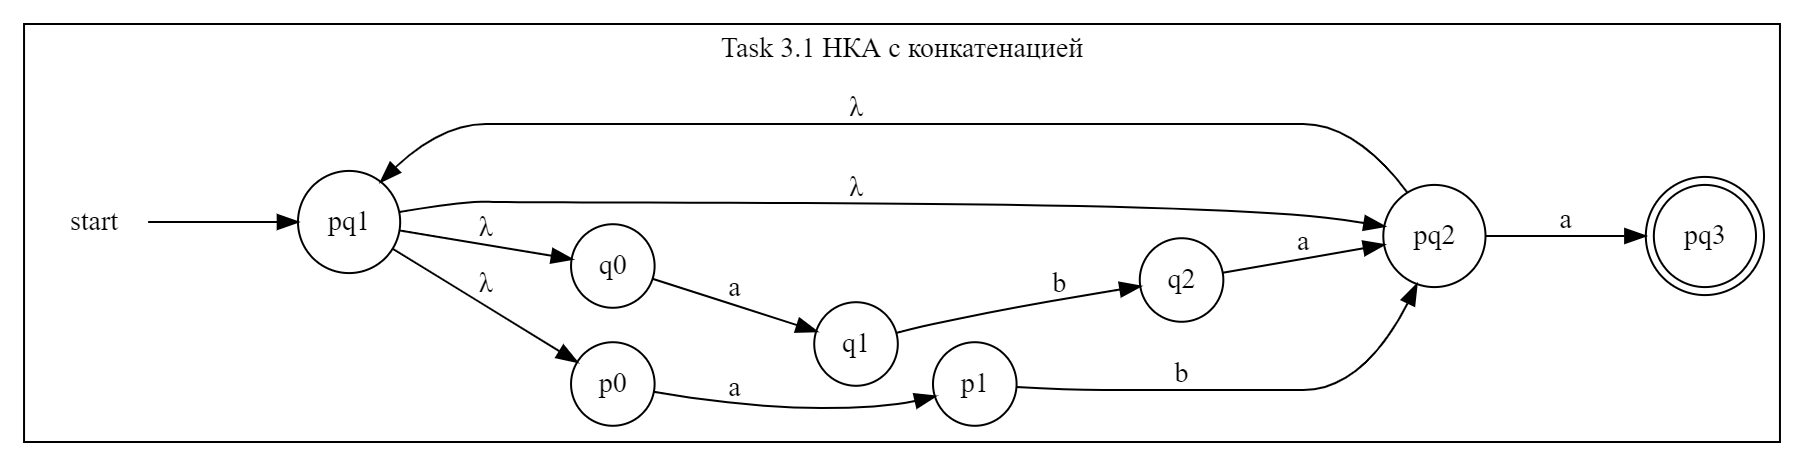 Task 3.1 НКА с конкатенацией
λ
λ
start
pq1
λ
q0
a
q1
b
q2
a
pq2
a
pq3
λ
p0
a
p1
b